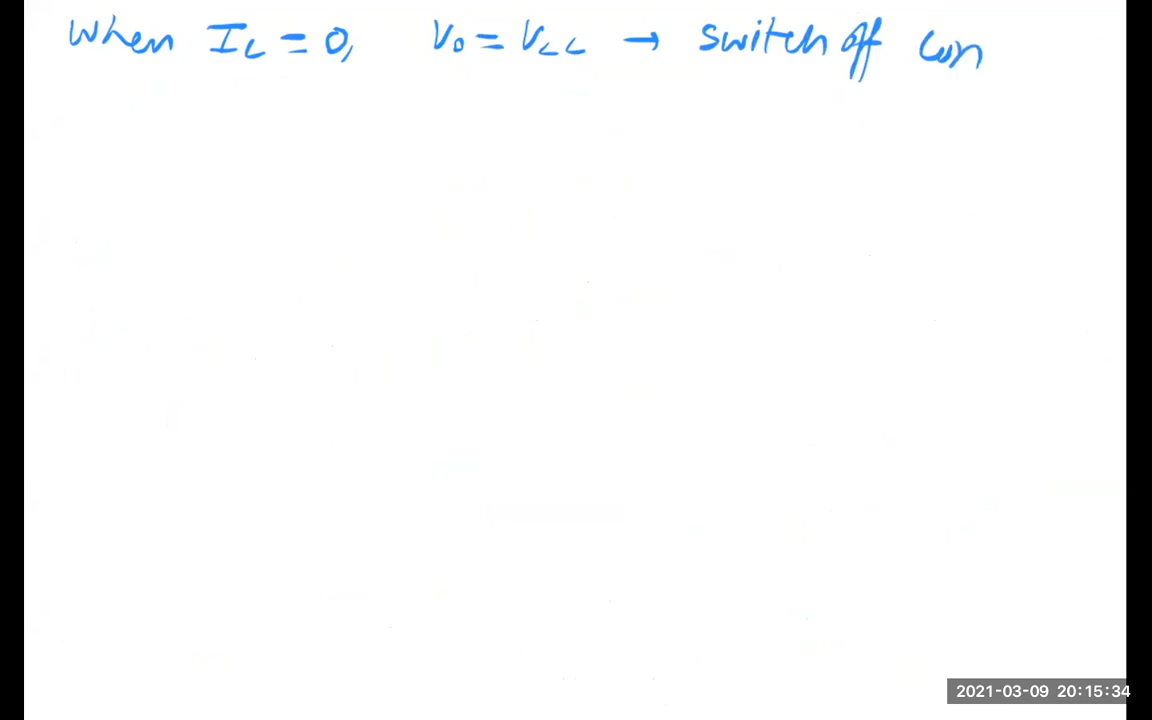 When I_C = 0, V_0 = V_CC → switch off con
2021-03-09 20:15:34